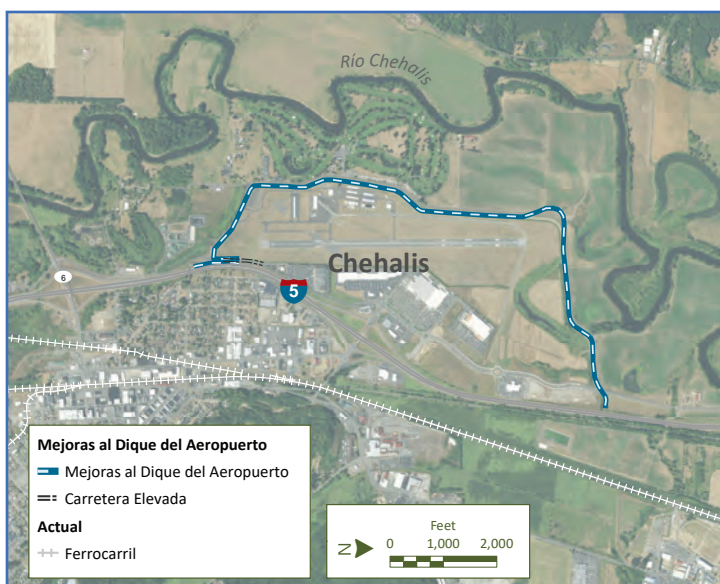 Río Chehalis
Chehalis
6
5
Mejoras al Dique del Aeropuerto
Mejoras al Dique del Aeropuerto
Carretera Elevada
Actual
Ferrocarril
Feet
N
0 1,000 2,000